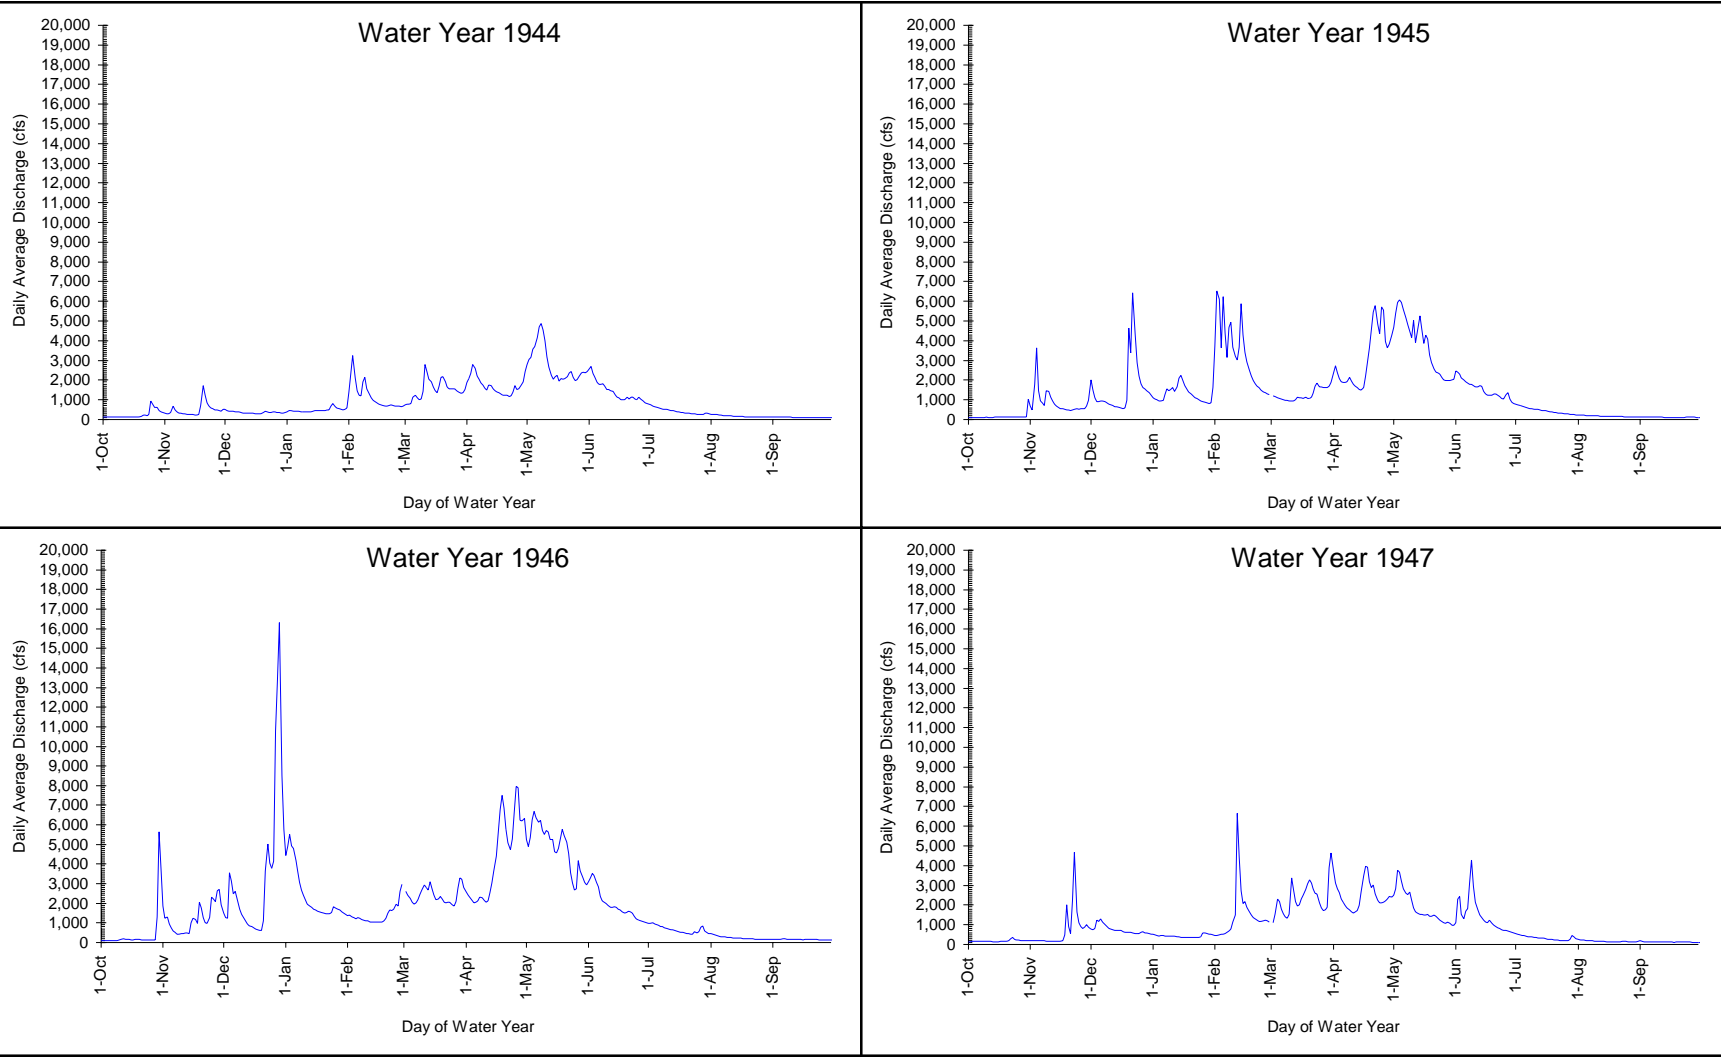 Water Year 1944
Daily Average Discharge (cfs)
20,000
19,000
18,000
17,000
16,000
15,000
14,000
13,000
12,000
11,000
10,000
9,000
8,000
7,000
6,000
5,000
4,000
3,000
2,000
1,000
0
1-Oct
1-Nov
1-Dec
1-Jan
1-Feb
1-Mar
1-Apr
1-May
1-Jun
1-Jul
1-Aug
1-Sep
Day of Water Year
Water Year 1945
Daily Average Discharge (cfs)
20,000
19,000
18,000
17,000
16,000
15,000
14,000
13,000
12,000
11,000
10,000
9,000
8,000
7,000
6,000
5,000
4,000
3,000
2,000
1,000
0
1-Oct
1-Nov
1-Dec
1-Jan
1-Feb
1-Mar
1-Apr
1-May
1-Jun
1-Jul
1-Aug
1-Sep
Day of Water Year
Water Year 1946
Daily Average Discharge (cfs)
20,000
19,000
18,000
17,000
16,000
15,000
14,000
13,000
12,000
11,000
10,000
9,000
8,000
7,000
6,000
5,000
4,000
3,000
2,000
1,000
0
1-Oct
1-Nov
1-Dec
1-Jan
1-Feb
1-Mar
1-Apr
1-May
1-Jun
1-Jul
1-Aug
1-Sep
Day of Water Year
Water Year 1947
Daily Average Discharge (cfs)
20,000
19,000
18,000
17,000
16,000
15,000
14,000
13,000
12,000
11,000
10,000
9,000
8,000
7,000
6,000
5,000
4,000
3,000
2,000
1,000
0
1-Oct
1-Nov
1-Dec
1-Jan
1-Feb
1-Mar
1-Apr
1-May
1-Jun
1-Jul
1-Aug
1-Sep
Day of Water Year